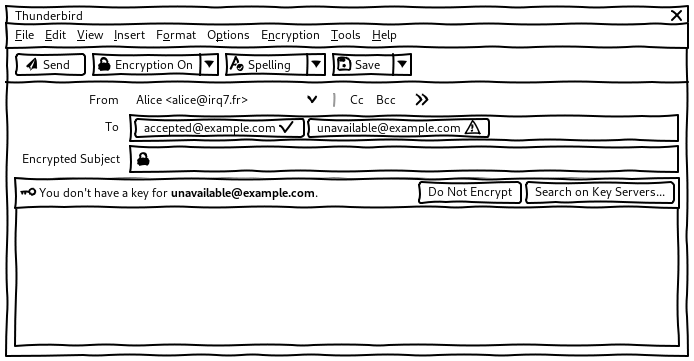 Thunderbird
File Edit View Insert Format Options Encryption Tools Help
Send Encryption On Spelling Save
From Alice <alice@irq7.fr> Cc Bcc
To accepted@example.com unavailable@example.com
Encrypted Subject
You don't have a key for unavailable@example.com. Do Not Encrypt Search on Key Servers...